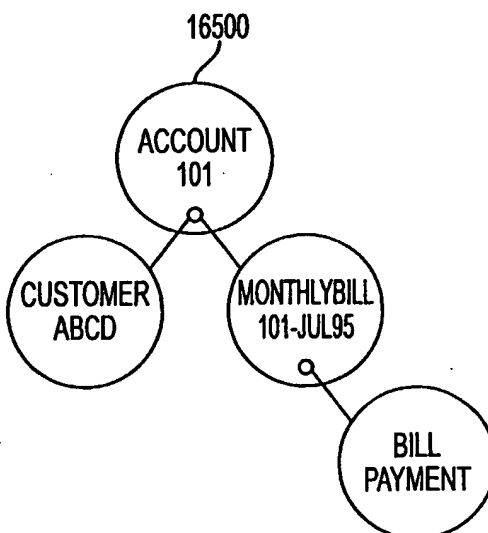 16500
ACCOUNT
101
CUSTOMER
ABCD
MONTHLYBILL
101-JUL95
BILL
PAYMENT